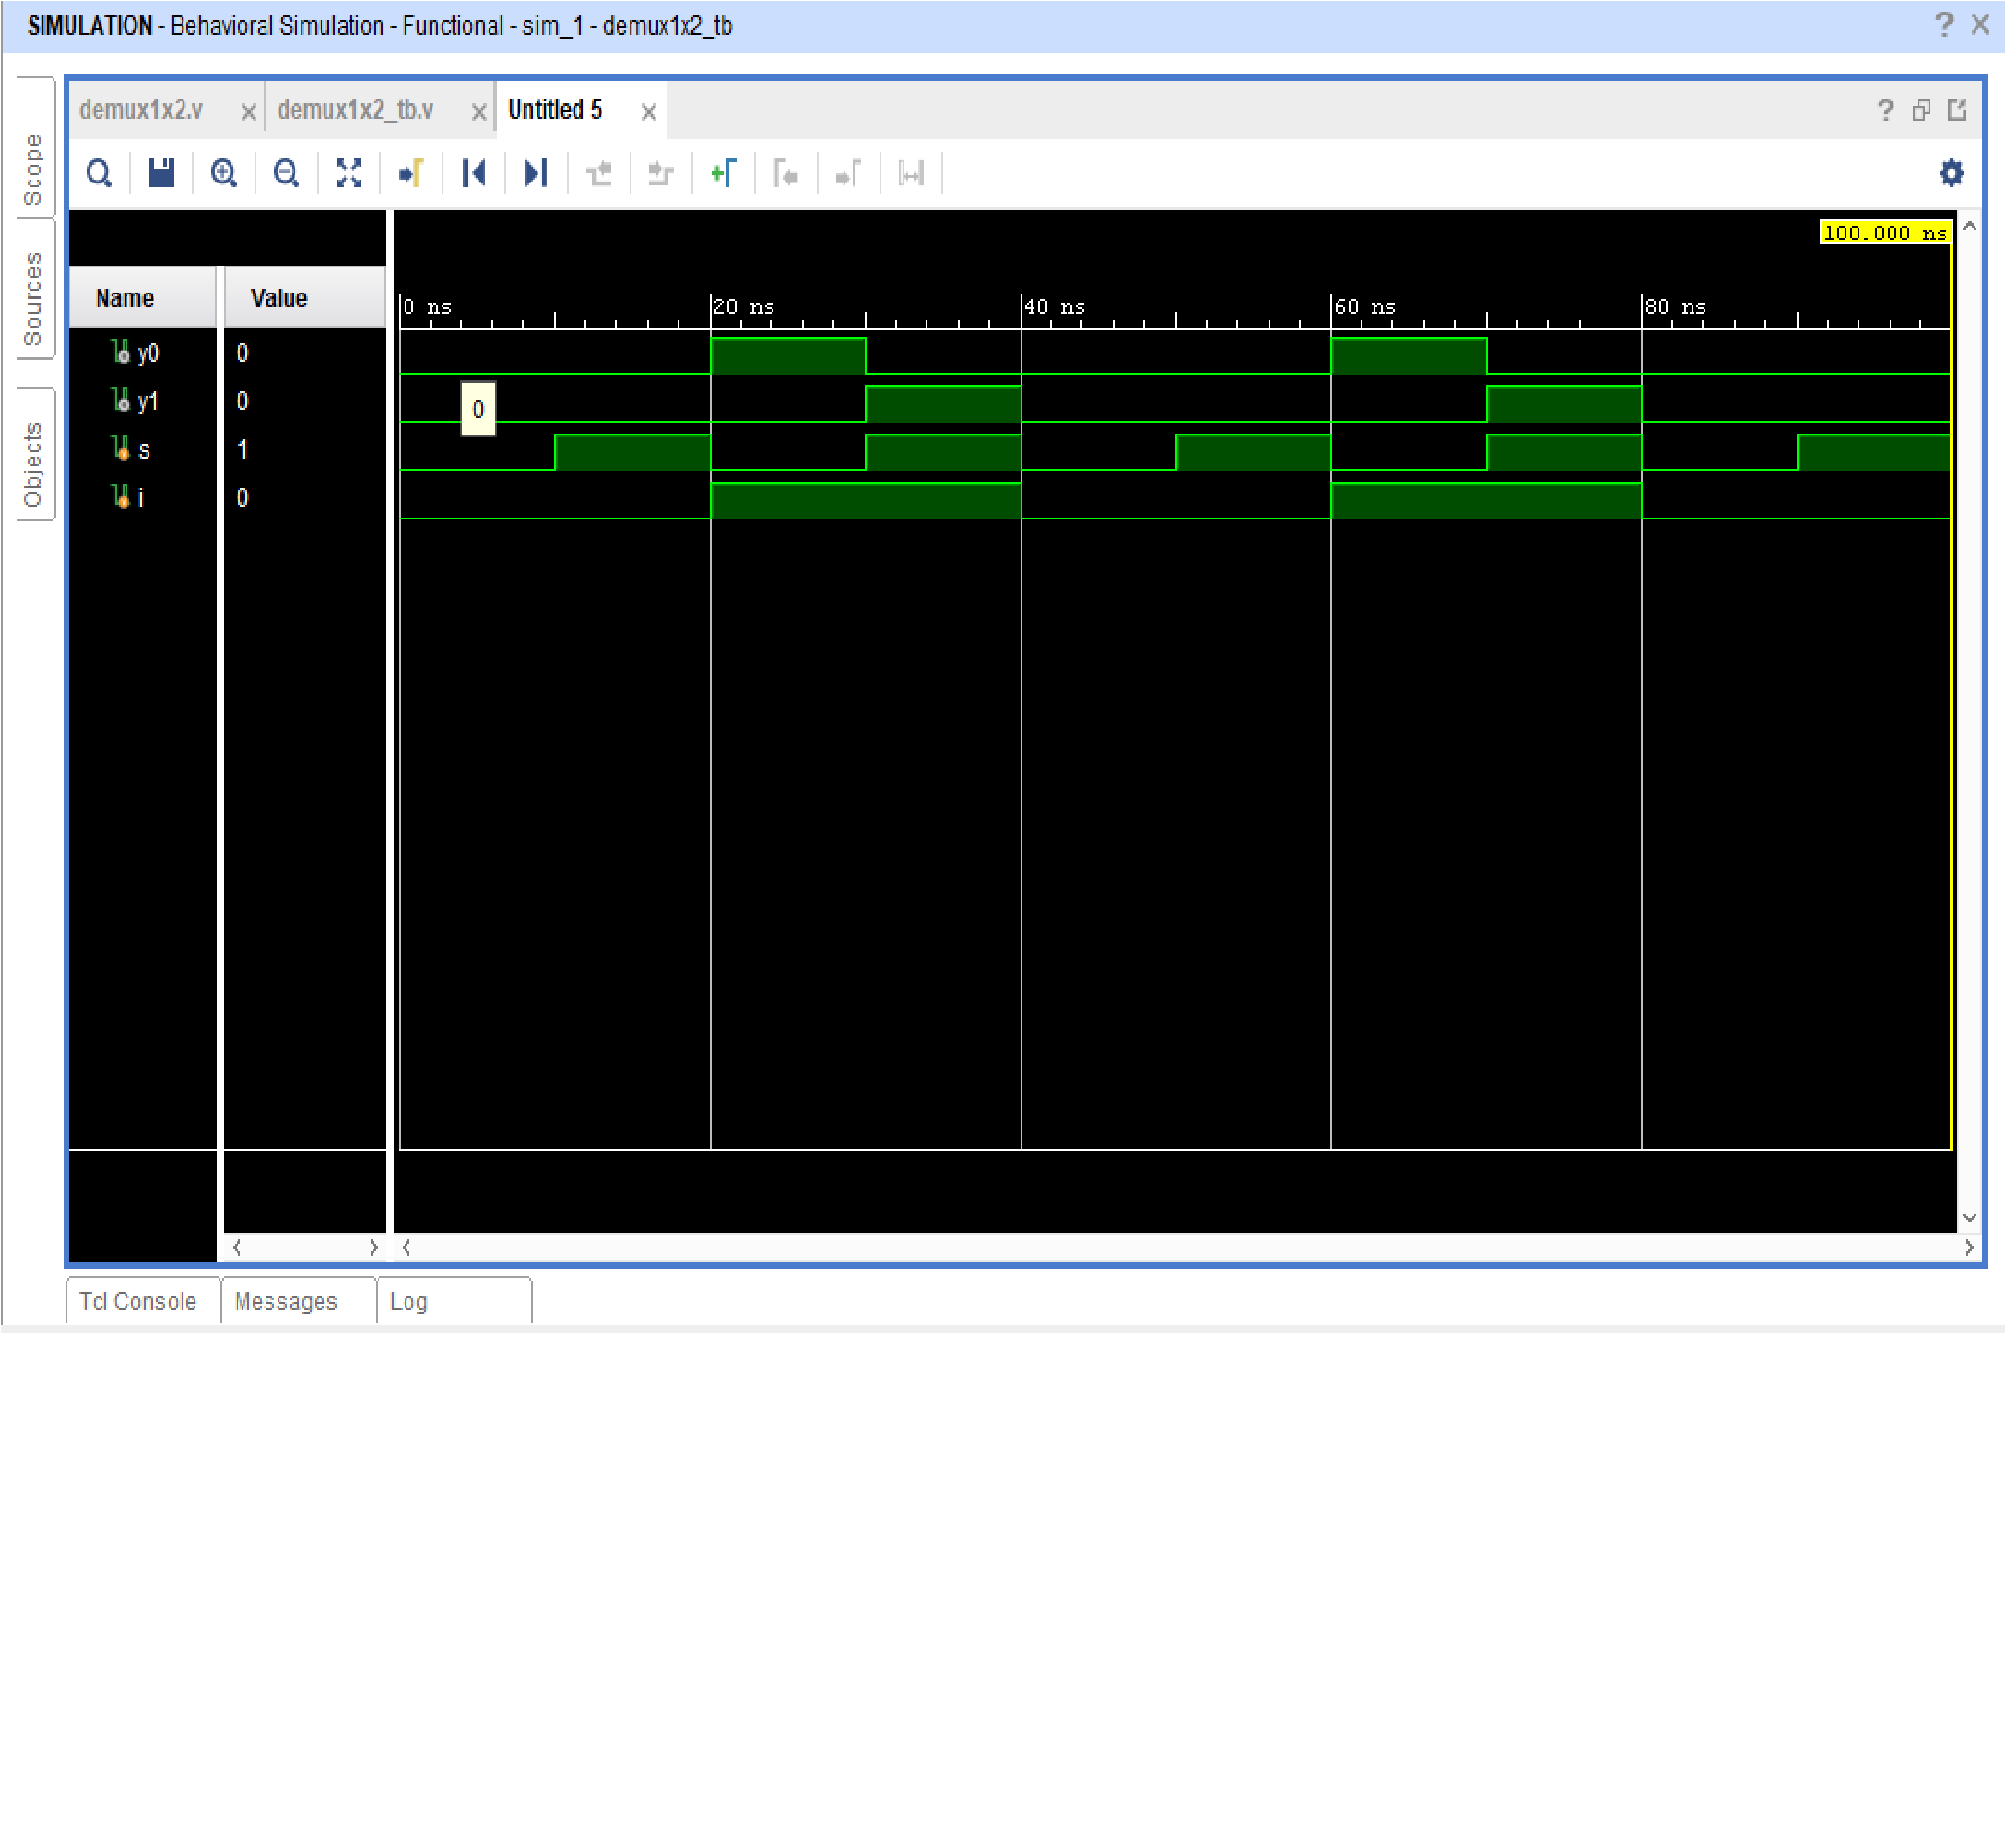 SIMULATION - Behavioral Simulation - Functional - sim_1 - demux1x2_tb ? ×
Scope
Sources
Objects
demux1x2.v × demux1x2_tb.v × Untitled 5 × ?
100.000 ns
Name Value
0 ns 20 ns 40 ns 60 ns 80 ns
y0 0
y1 0
0
s 1
i 0
Tcl Console Messages Log